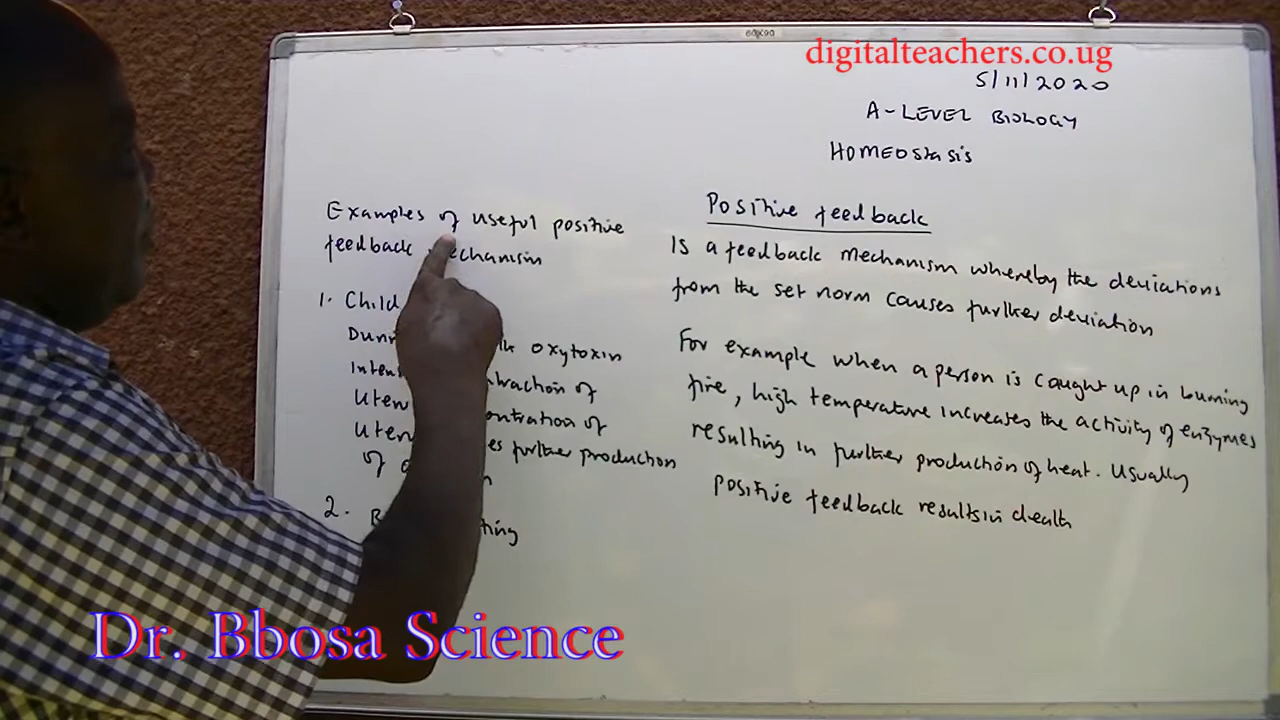 digitalteachers.co.ug
5/11/2020
A-LEVEL BIOLOGY
HOMEOSTASIS
Positive feedback
Is a feedback mechanism whereby the deviations
from the set norm causes further deviation
For example when a person is caught up in burning
fire, high temperature increases the activity of enzymes
resulting in further production of heat. Usually
positive feedback results in death
Examples of useful positive
feedback mechanism
1. Child
oxytoxin
of
of
further production
of
2.
Dr. Bbosa Science